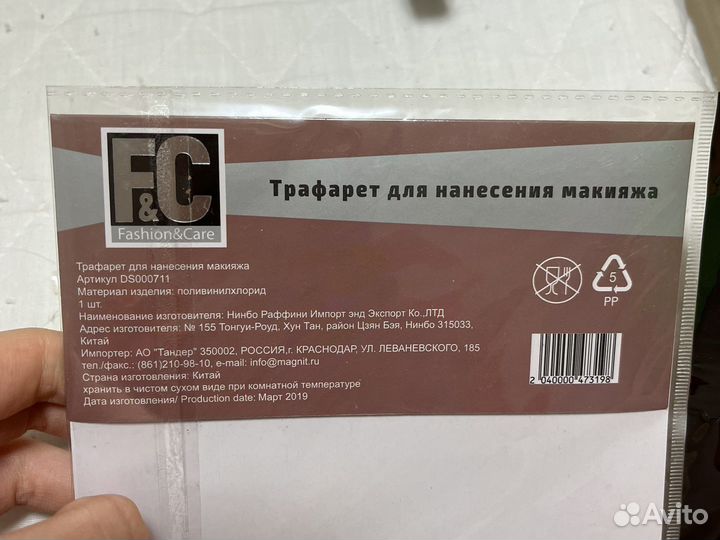 F&C
Fashion&Care
Трафарет для нанесения макияжа
Трафарет для нанесения макияжа
Артикул DS000711
Материал изделия: поливинилхлорид
1 шт.
Наименование изготовителя: Нинбо Раффини Импорт энд Экспорт Ко.,ЛТД
Адрес изготовителя: № 155 Тонгуи-Роуд, Хун Тан, район Цзян Бэя, Нинбо 315033,
Китай
Импортер: АО "Тандер" 350002, РОССИЯ,г. КРАСНОДАР, УЛ. ЛЕВАНЕВСКОГО, 185
тел./факс.: (861)210-98-10, e-mail: info@magnit.ru
Страна изготовления: Китай
хранить в чистом сухом виде при комнатной температуре
Дата изготовления/ Production date: Март 2019
5
PP
2 040000 473198
Avito